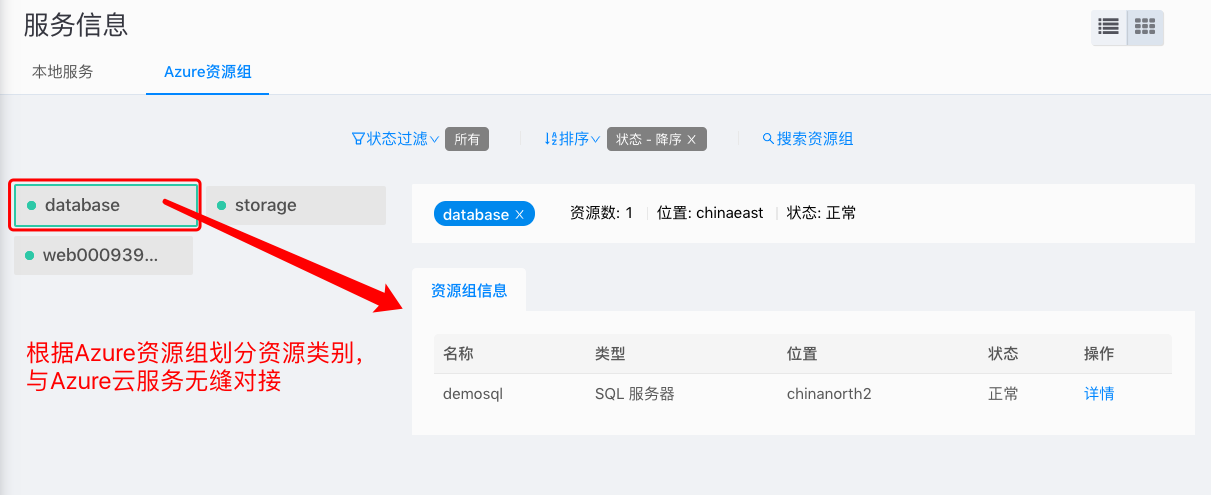 服务信息
本地服务 Azure资源组
状态过滤 所有 排序 状态 - 降序 搜索资源组
database storage
web000939...
database 资源数: 1 位置: chinaeast 状态: 正常
资源组信息
名称 类型 位置 状态 操作
demosql SQL 服务器 chinanorth2 正常 详情
根据Azure资源组划分资源类别，
与Azure云服务无缝对接